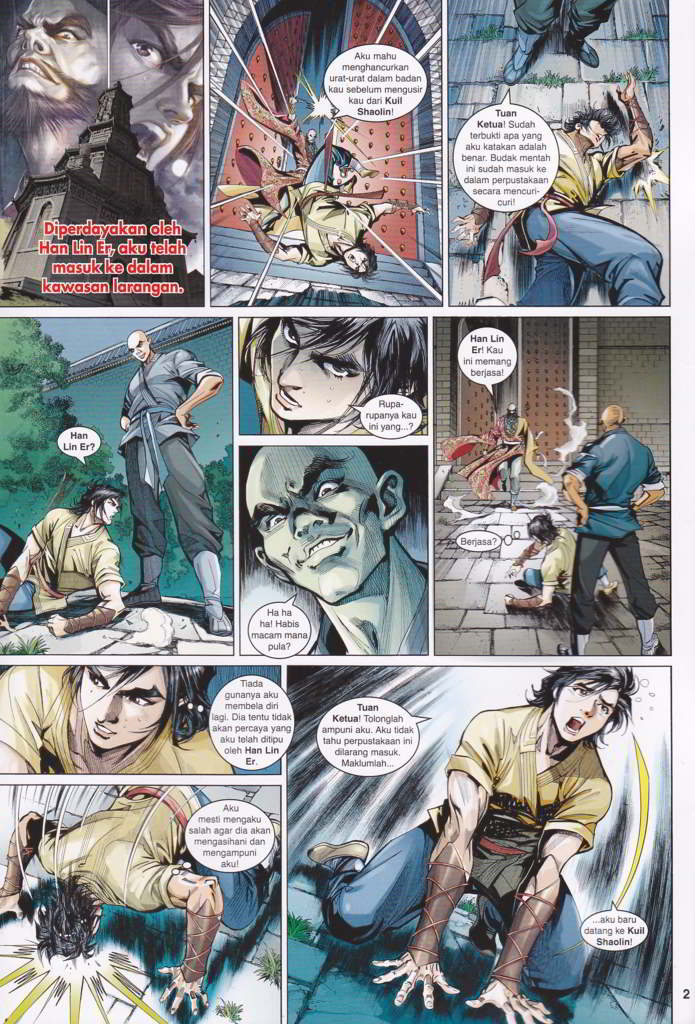 Diperdayakan oleh
Han Lin Er, aku telah
masuk ke dalam
kawasan larangan.
Aku mahu
menghancurkan
urat-urat dalam badan
kau sebelum mengusir
kau dari Kuil
Shaolin!
Tuan
Ketua! Sudah
terbukti apa yang
aku katakan adalah
benar. Budak mentah
ini sudah masuk ke
dalam perpustakaan
secara mencuri-
curi!
Han
Lin Er?
Rupa-
rupanya kau
ini yang...?
Ha ha
ha! Habis
macam mana
pula?
Han Lin
Er! Kau
ini memang
berjasa!
Berjasa?
Tiada
gunanya aku
membela diri
lagi. Dia tentu tidak
akan percaya yang
aku telah ditipu
oleh Han Lin
Er.
Aku
mesti mengaku
salah agar dia akan
mengasihani dan
mengampuni
aku!
Tuan
Ketua! Tolonglah
ampuni aku. Aku tidak
tahu perpustakaan ini
dilarang masuk.
Maklumlah...
...aku baru
datang ke Kuil
Shaolin!
2